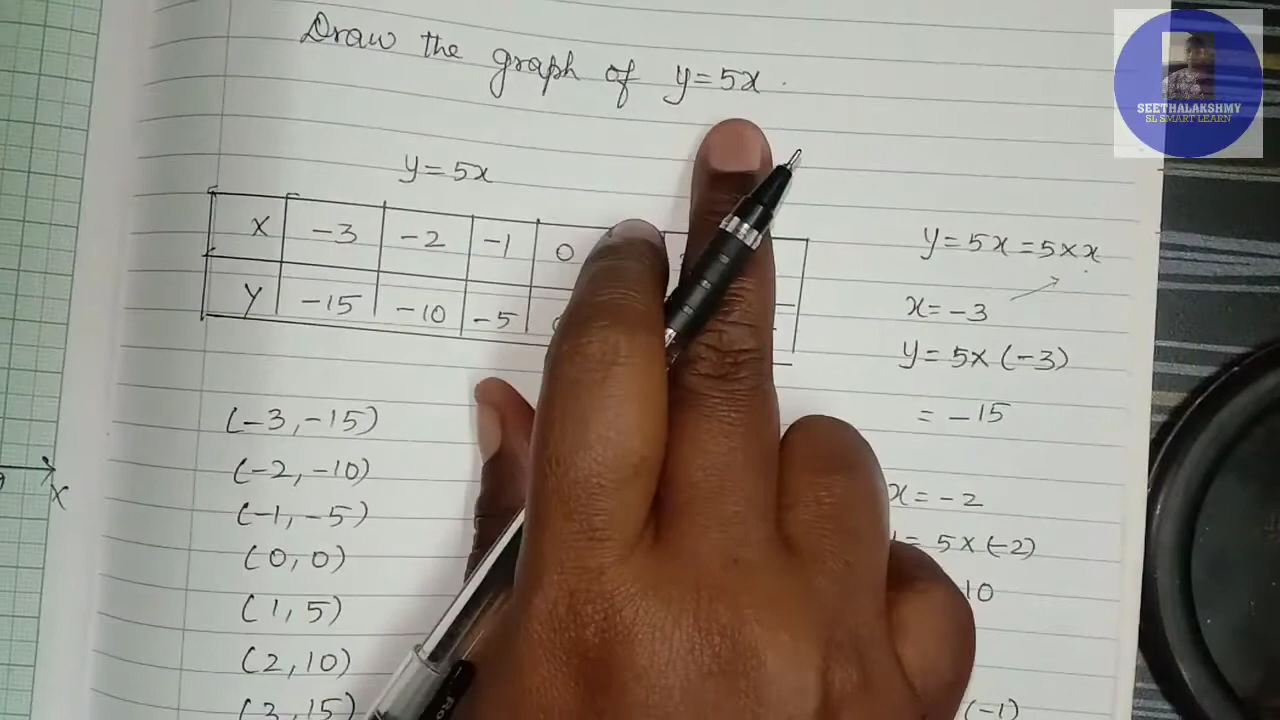 Draw the graph of y=5x.
SEETHALAKSHMY
SL SMART LEARN
y=5x
x -3 -2 -1 0
y -15 -10 -5
y=5x=5×x
x=-3
y=5×(-3)
=-15
(-3,-15)
(-2,-10)
(-1,-5)
(0,0)
(1,5)
(2,10)
(3,15)
x=-2
= 5×(-2)
10
(-1)
x